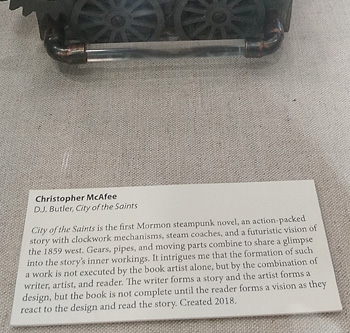 Christopher McAfee
D.J. Butler, City of the Saints
City of the Saints is the first Mormon steampunk novel, an action-packed
story with clockwork mechanisms, steam coaches, and a futuristic vision of
the 1859 west. Gears, pipes, and moving parts combine to share a glimpse
into the story's inner workings. It intrigues me that the formation of such
a work is not executed by the book artist alone, but by the combination of
writer, artist, and reader. The writer forms a story and the artist forms a
design, but the book is not complete until the reader forms a vision as they
react to the design and read the story. Created 2018.